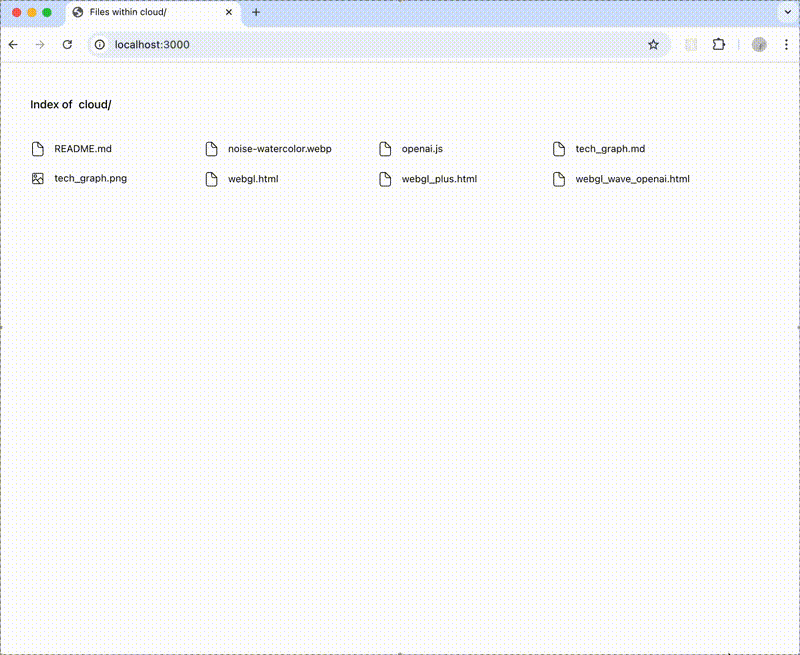 Files within cloud/
localhost:3000
Index of cloud/
README.md
noise-watercolor.webp
openai.js
tech_graph.md
tech_graph.png
webgl.html
webgl_plus.html
webgl_wave_openai.html